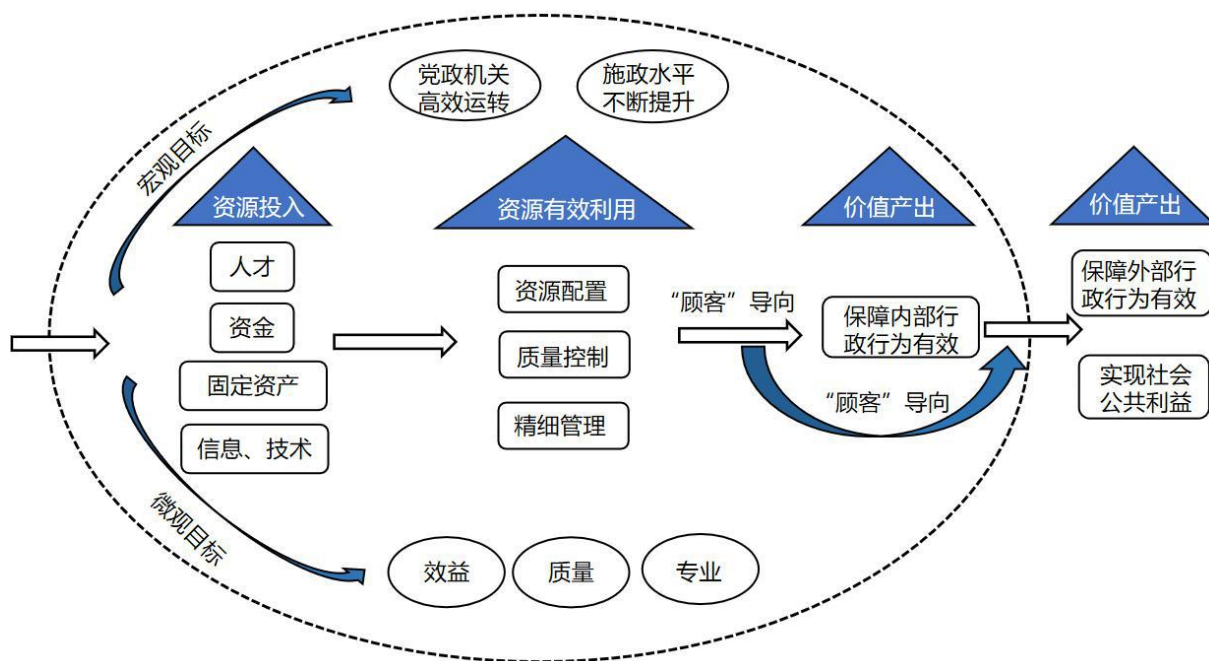 党政机关
高效运转
施政水平
不断提升
宏观目标
资源投入
资源有效利用
价值产出
价值产出
人才
资金
固定资产
信息、技术
资源配置
质量控制
精细管理
“顾客”导向
保障内部行
政行为有效
“顾客”导向
保障外部行
政行为有效
实现社会
公共利益
微观目标
效益
质量
专业